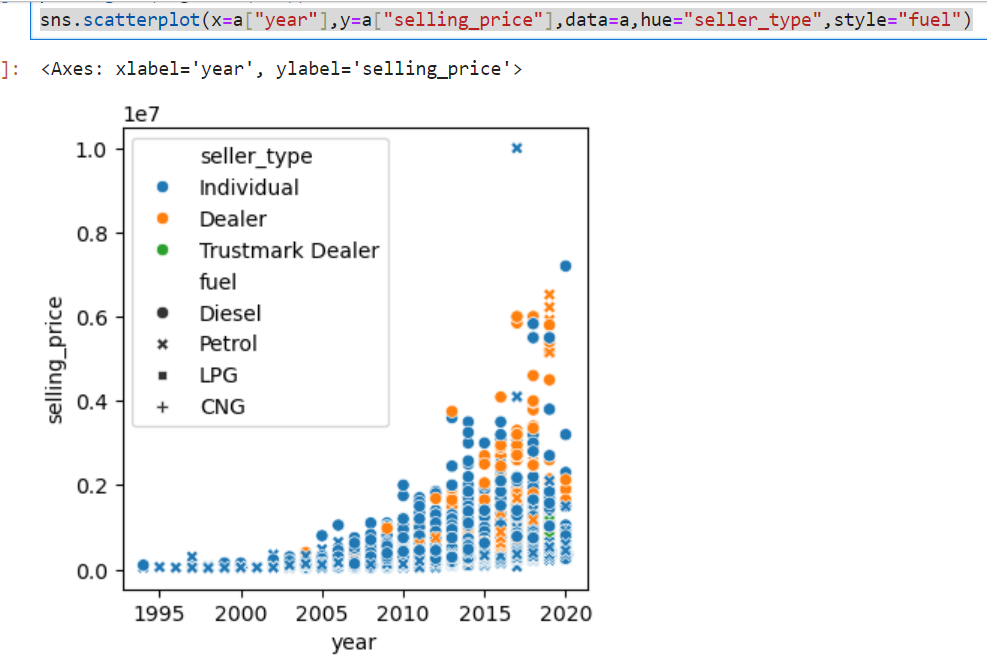 sns.scatterplot(x=a["year"],y=a["selling_price"],data=a,hue="seller_type",style="fuel")
]: <Axes: xlabel='year', ylabel='selling_price'>
1e7
1.0
0.8
0.6
0.4
0.2
0.0
selling_price
seller_type
Individual
Dealer
Trustmark Dealer
fuel
Diesel
Petrol
LPG
CNG
1995 2000 2005 2010 2015 2020
year